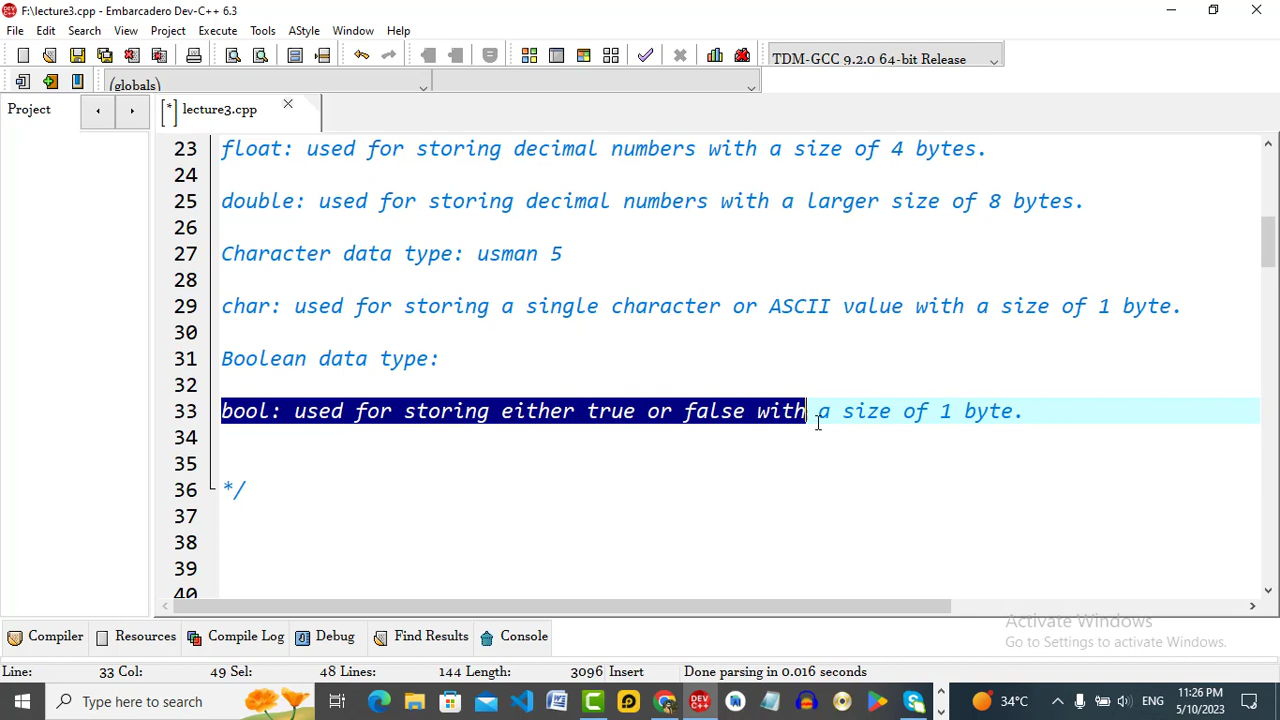 F:\lecture3.cpp - Embarcadero Dev-C++ 6.3
File Edit Search View Project Execute Tools AStyle Window Help
TDM-GCC 9.2.0 64-bit Release
(globals)
Project
[*] lecture3.cpp
23 float: used for storing decimal numbers with a size of 4 bytes.
24
25 double: used for storing decimal numbers with a larger size of 8 bytes.
26
27 Character data type: usman 5
28
29 char: used for storing a single character or ASCII value with a size of 1 byte.
30
31 Boolean data type:
32
33 bool: used for storing either true or false with a size of 1 byte.
34
35
36 */
37
38
39
40
Activate Windows
Go to Settings to activate Windows.
Compiler Resources Compile Log Debug Find Results Console
Line: 33 Col: 49 Sel: 48 Lines: 144 Length: 3096 Insert Done parsing in 0.016 seconds
Type here to search
34°C ENG 11:26 PM
5/10/2023